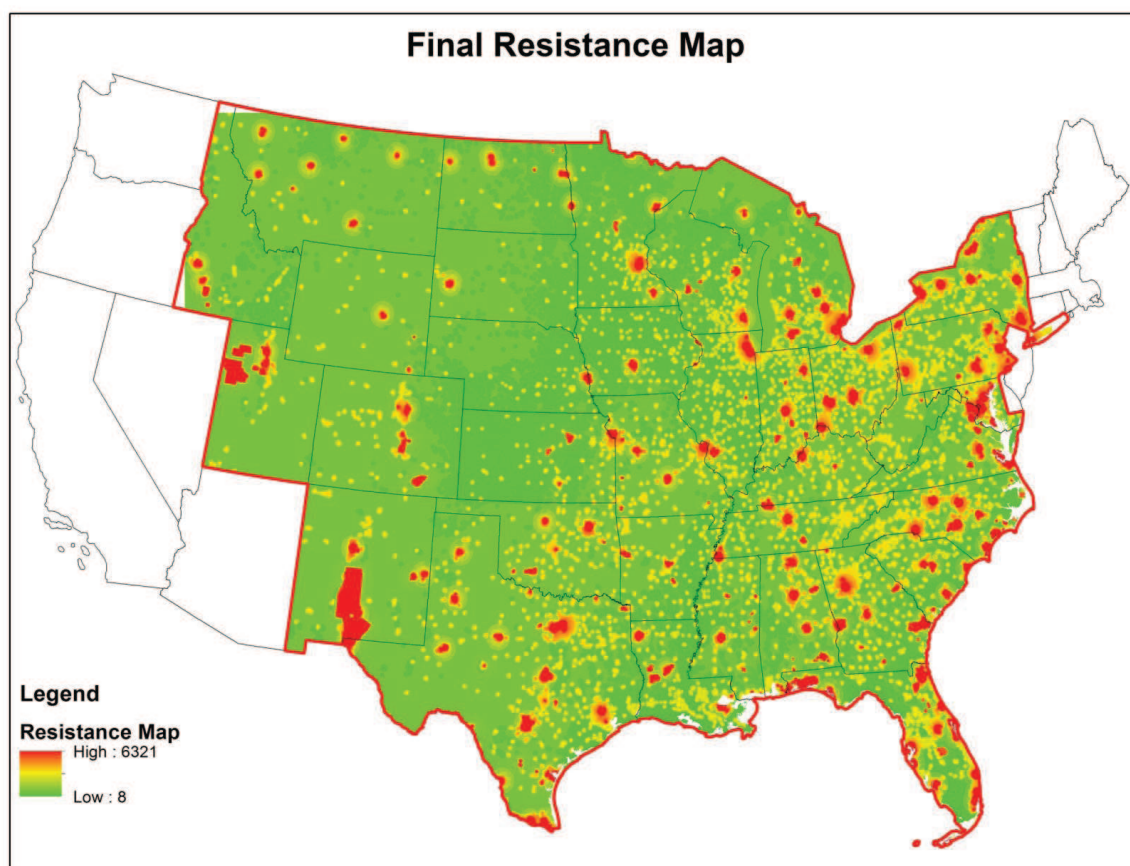 Final Resistance Map
Legend
Resistance Map
High : 6321
Low : 8